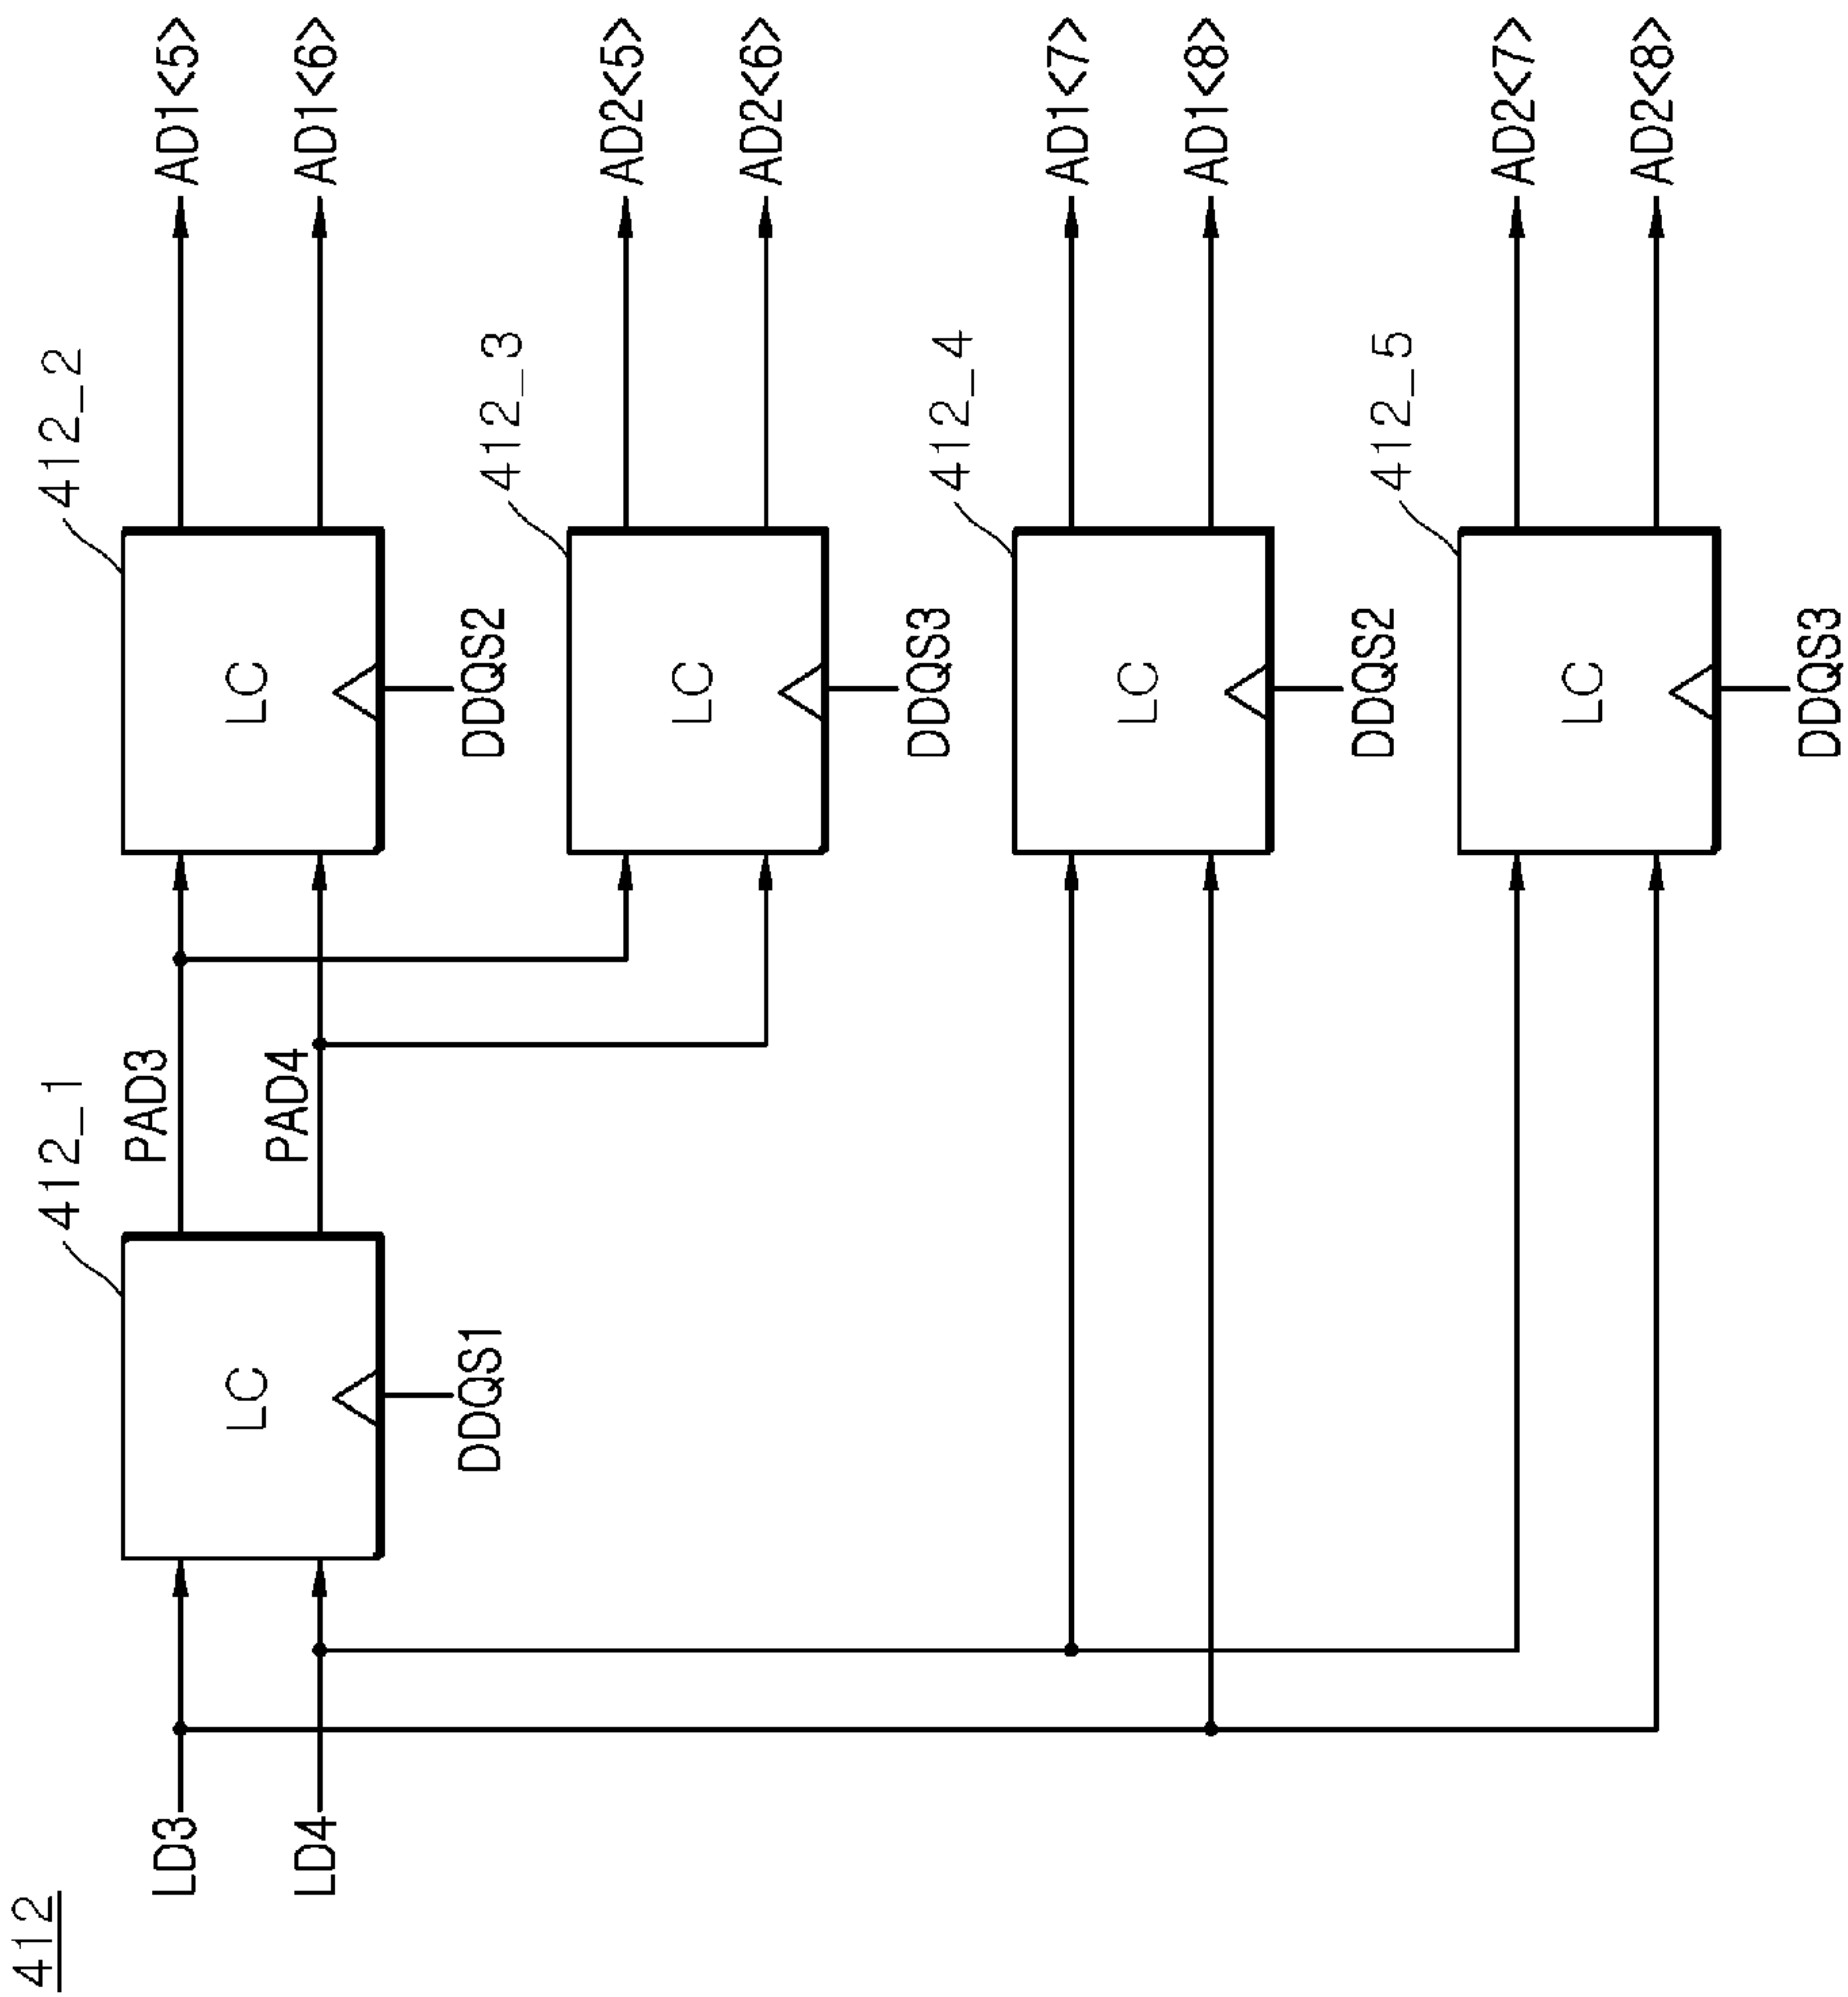 412
LD3
LD4
412_1
LC
DDQS1
PAD3
PAD4
412_2
LC
DDQS2
AD1<5>
AD1<6>
412_3
LC
DDQS3
AD2<5>
AD2<6>
412_4
LC
DDQS2
AD1<7>
AD1<8>
412_5
LC
DDQS3
AD2<7>
AD2<8>